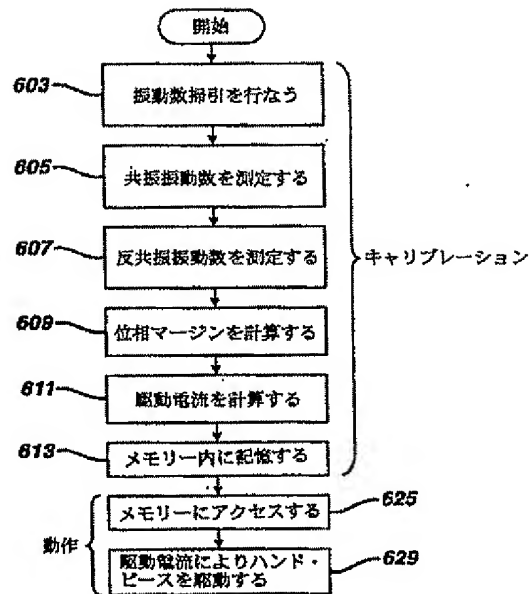 開始
603
振動数掃引を行なう
605
共振振動数を測定する
607
反共振振動数を測定する
キャリブレーション
609
位相マージンを計算する
611
駆動電流を計算する
613
メモリー内に記憶する
625
メモリーにアクセスする
動作
駆動電流によりハンド・
ピースを駆動する
629